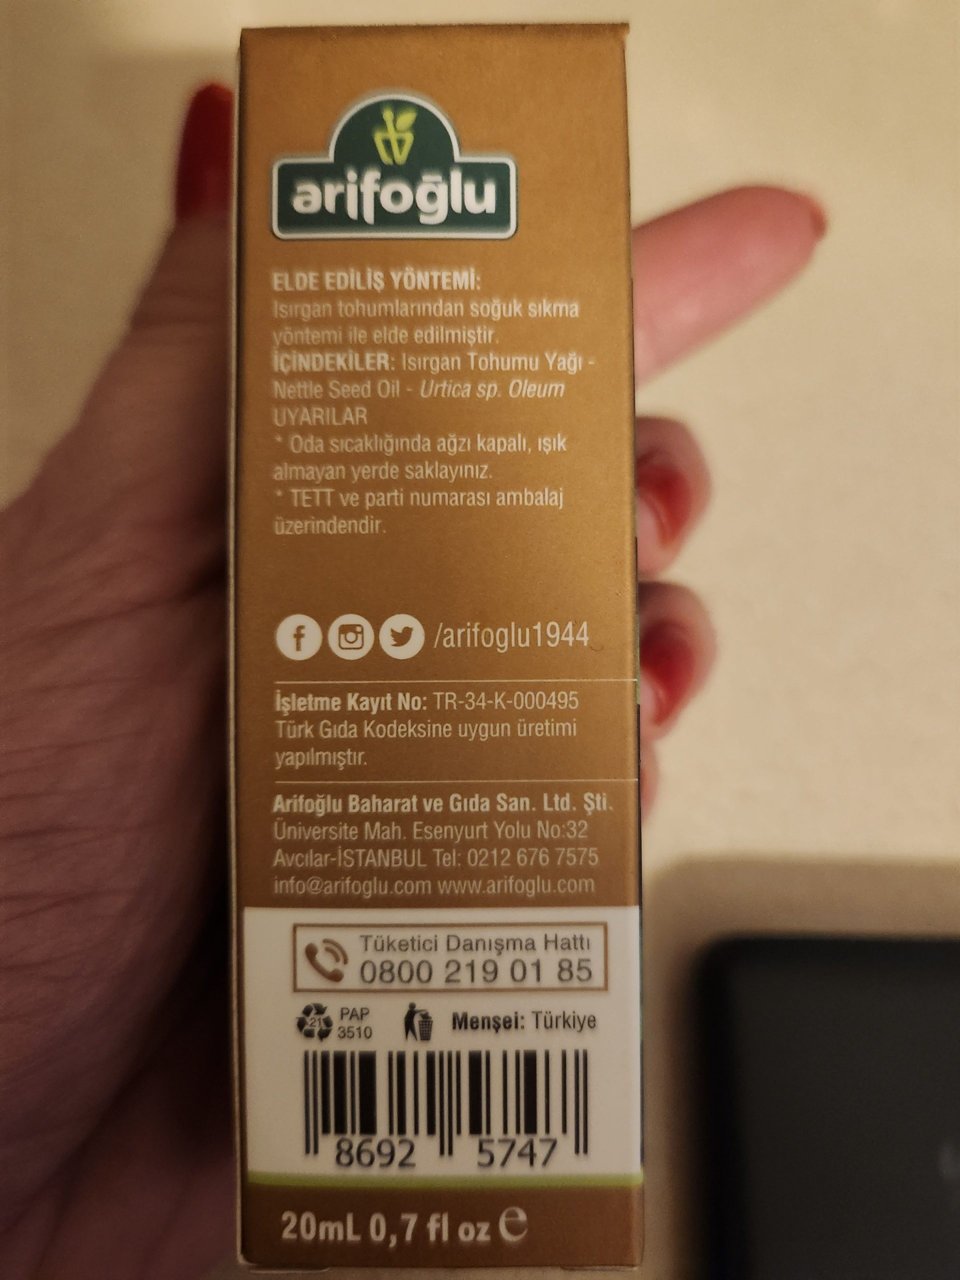 arifoğlu
ELDE EDİLİŞ YÖNTEMİ:
Isırgan tohumlarından soğuk sıkma
yöntemi ile elde edilmiştir.
İÇİNDEKİLER: Isırgan Tohumu Yağı -
Nettle Seed Oil - Urtica sp. Oleum
UYARILAR
* Oda sıcaklığında ağzı kapalı, ışık
almayan yerde saklayınız.
* TETT ve parti numarası ambalaj
üzerindendir.
/arifoglu1944
İşletme Kayıt No: TR-34-K-000495
Türk Gıda Kodeksine uygun üretimi
yapılmıştır.
Arifoğlu Baharat ve Gıda San. Ltd. Şti.
Üniversite Mah. Esenyurt Yolu No:32
Avcılar-İSTANBUL Tel: 0212 676 7575
info@arifoglu.com www.arifoglu.com
Tüketici Danışma Hattı
0800 219 01 85
21 PAP
3510
Menşei: Türkiye
8692 5747
20mL 0,7 fl oz e